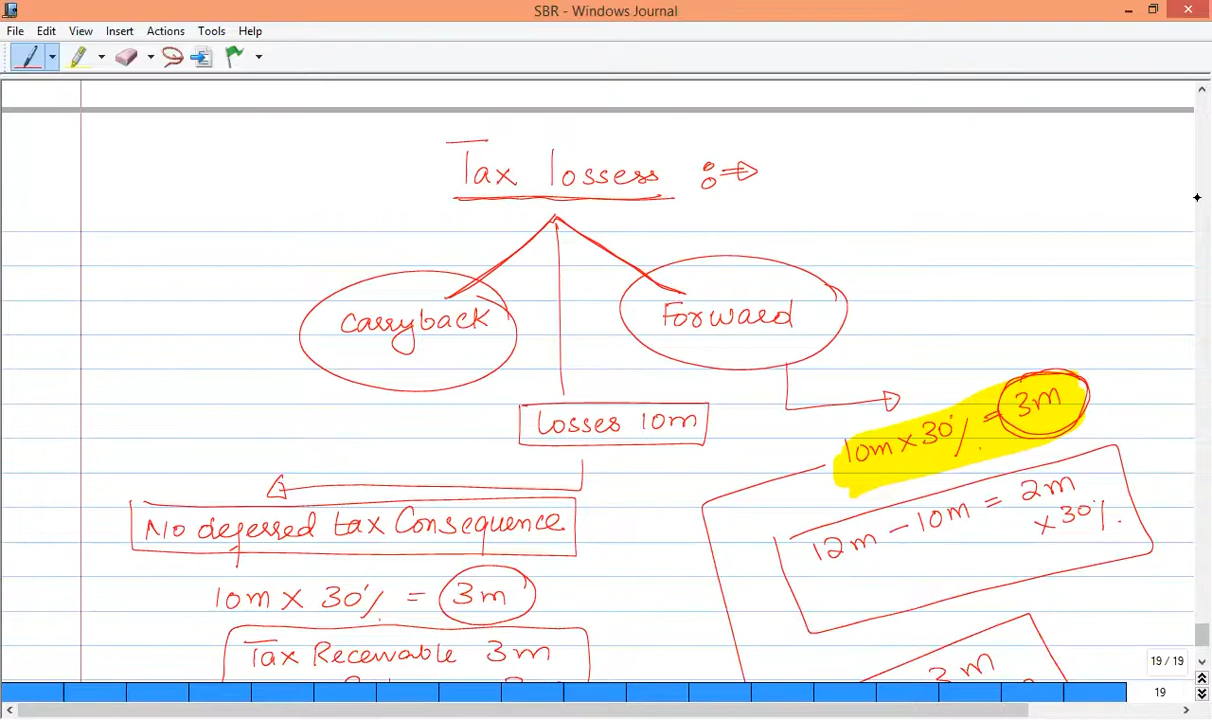 SBR - Windows Journal
File Edit View Insert Actions Tools Help
Tax lossess :⇒
Carryback
Forward
Losses 10m
10m × 30% = 3m
12m - 10m = 2m
× 30%.
No deferred tax Consequence
10m × 30% = 3m
Tax Receivable 3m
3m
19 / 19
19